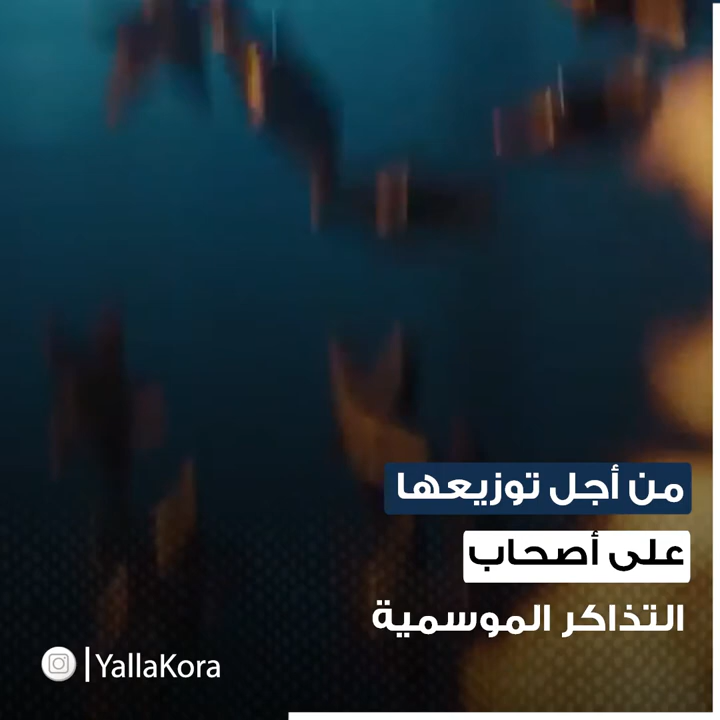 من أجل توزيعها
على أصحاب
التذاكر الموسمية
YallaKora